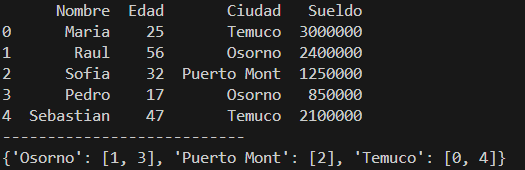 Nombre Edad Ciudad Sueldo
0 Maria 25 Temuco 3000000
1 Raul 56 Osorno 2400000
2 Sofia 32 Puerto Mont 1250000
3 Pedro 17 Osorno 850000
4 Sebastian 47 Temuco 2100000
---------------------------
{'Osorno': [1, 3], 'Puerto Mont': [2], 'Temuco': [0, 4]}